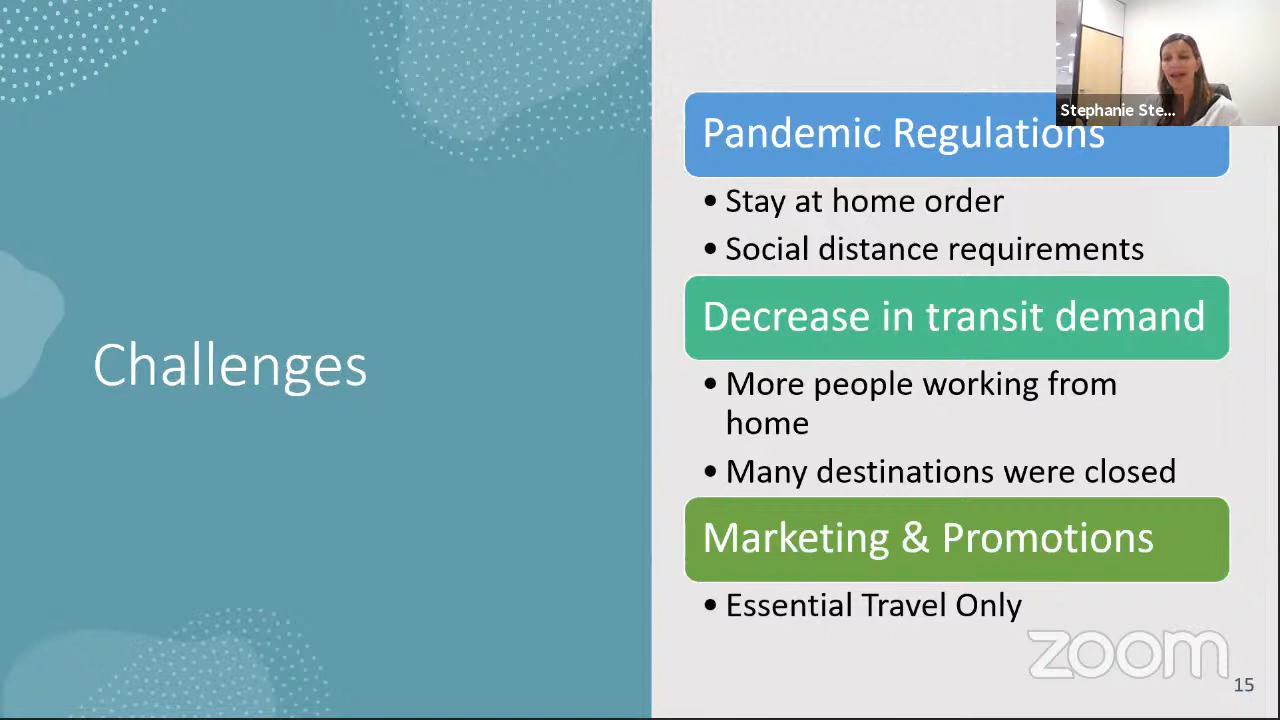 Challenges
Stephanie Ste...
Pandemic Regulations
• Stay at home order
• Social distance requirements
Decrease in transit demand
• More people working from
home
• Many destinations were closed
Marketing & Promotions
• Essential Travel Only
zoom
15